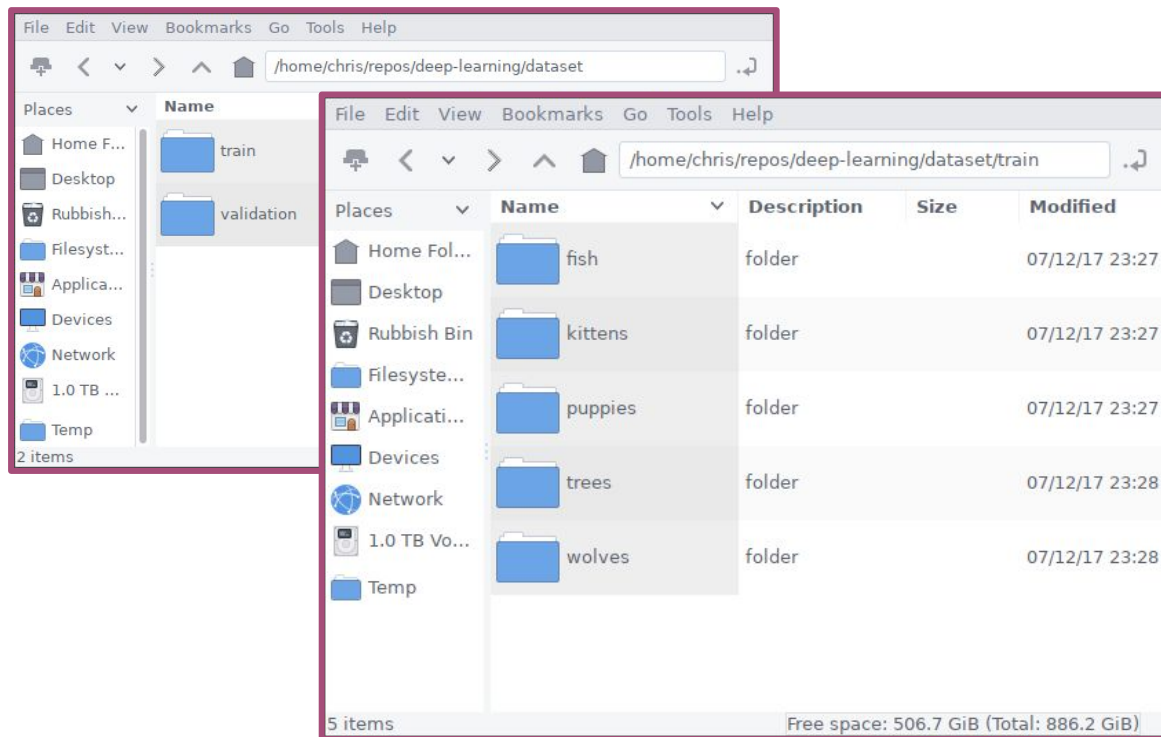 File Edit View Bookmarks Go Tools Help
/home/chris/repos/deep-learning/dataset
Places
Name
Home F...
train
Desktop
Rubbish...
validation
Filesyst...
Applica...
Devices
Network
1.0 TB ...
Temp
2 items
File Edit View Bookmarks Go Tools Help
/home/chris/repos/deep-learning/dataset/train
Places Name Description Size Modified
Home Fol...
fish folder 07/12/17 23:27
Desktop
Rubbish Bin
kittens folder 07/12/17 23:27
Filesyste...
Applicati...
puppies folder 07/12/17 23:27
Devices
Network
trees folder 07/12/17 23:28
1.0 TB Vo...
wolves folder 07/12/17 23:28
Temp
5 items Free space: 506.7 GiB (Total: 886.2 GiB)